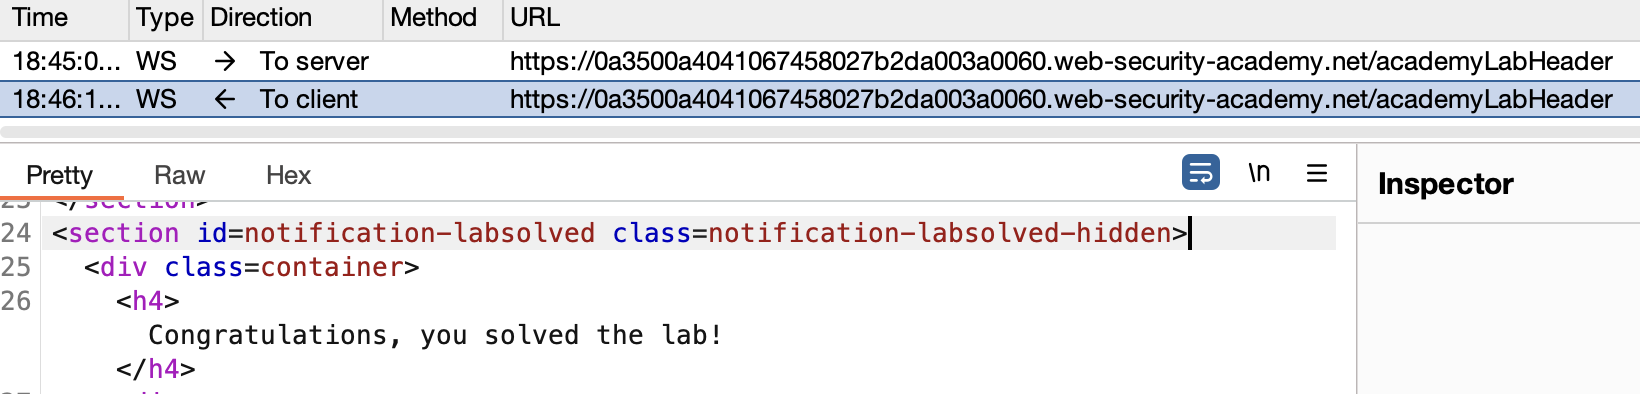 Time Type Direction Method URL
18:45:0... WS → To server https://0a3500a4041067458027b2da003a0060.web-security-academy.net/academyLabHeader
18:46:1... WS ← To client https://0a3500a4041067458027b2da003a0060.web-security-academy.net/academyLabHeader
Pretty Raw Hex \n Inspector
</section>
24 <section id=notification-labsolved class=notification-labsolved-hidden>
25 <div class=container>
26 <h4>
Congratulations, you solved the lab!
</h4>